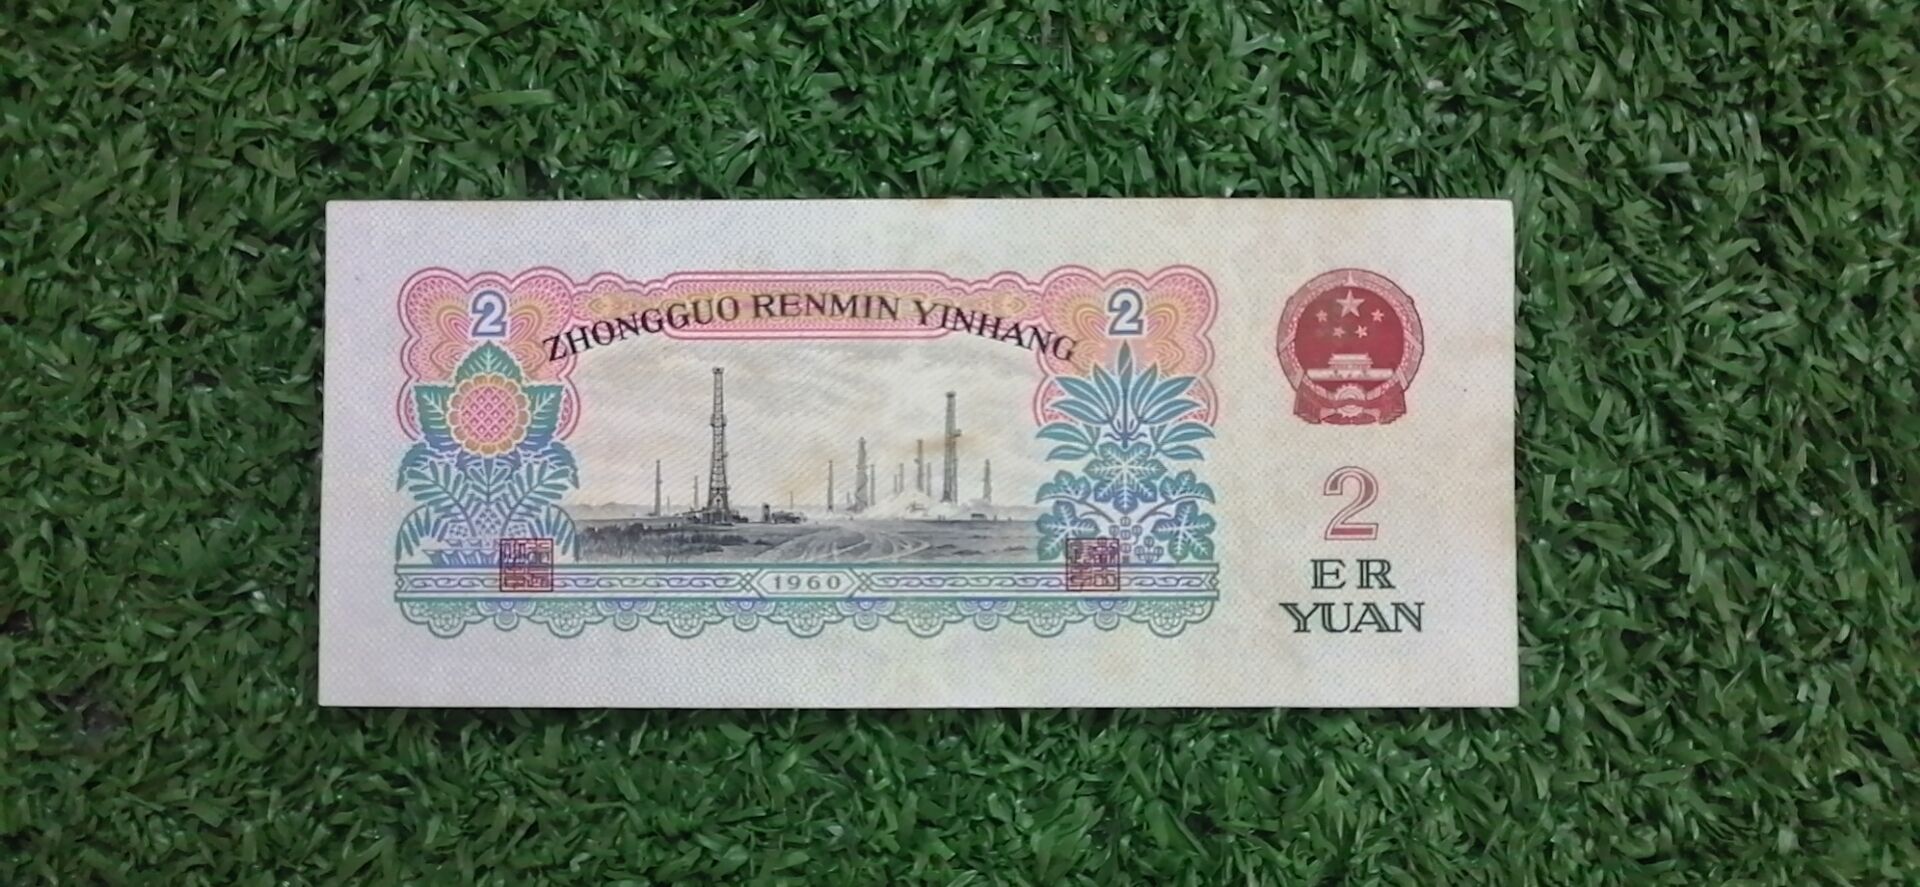 2
ZHONGGUO RENMIN YINHANG
2
1960
2
ER
YUAN